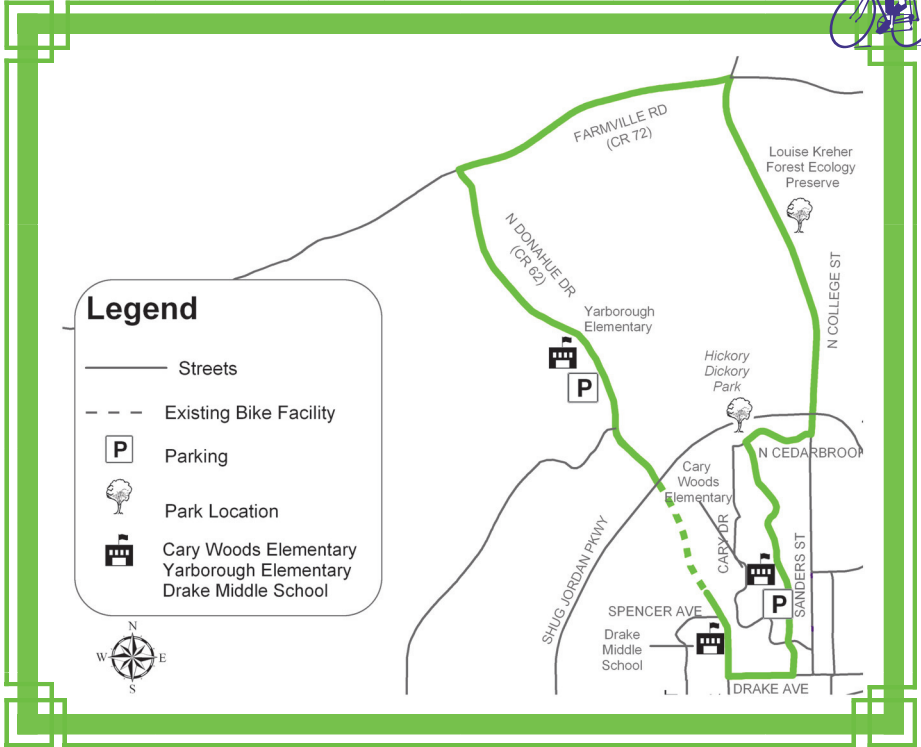 FARMVILLE RD
(CR 72)
Louise Kreher
Forest Ecology
Preserve
N DONAHUE DR
(CR 62)
N COLLEGE ST
Yarborough
Elementary
P
Hickory
Dickory
Park
N CEDARBROOK
Cary
Woods
Elementary
CARY DR
SANDERS ST
P
SHUG JORDAN PKWY
SPENCER AVE
Drake
Middle
School
DRAKE AVE
Legend
Streets
Existing Bike Facility
P
Parking
Park Location
Cary Woods Elementary
Yarborough Elementary
Drake Middle School
N
W E
S